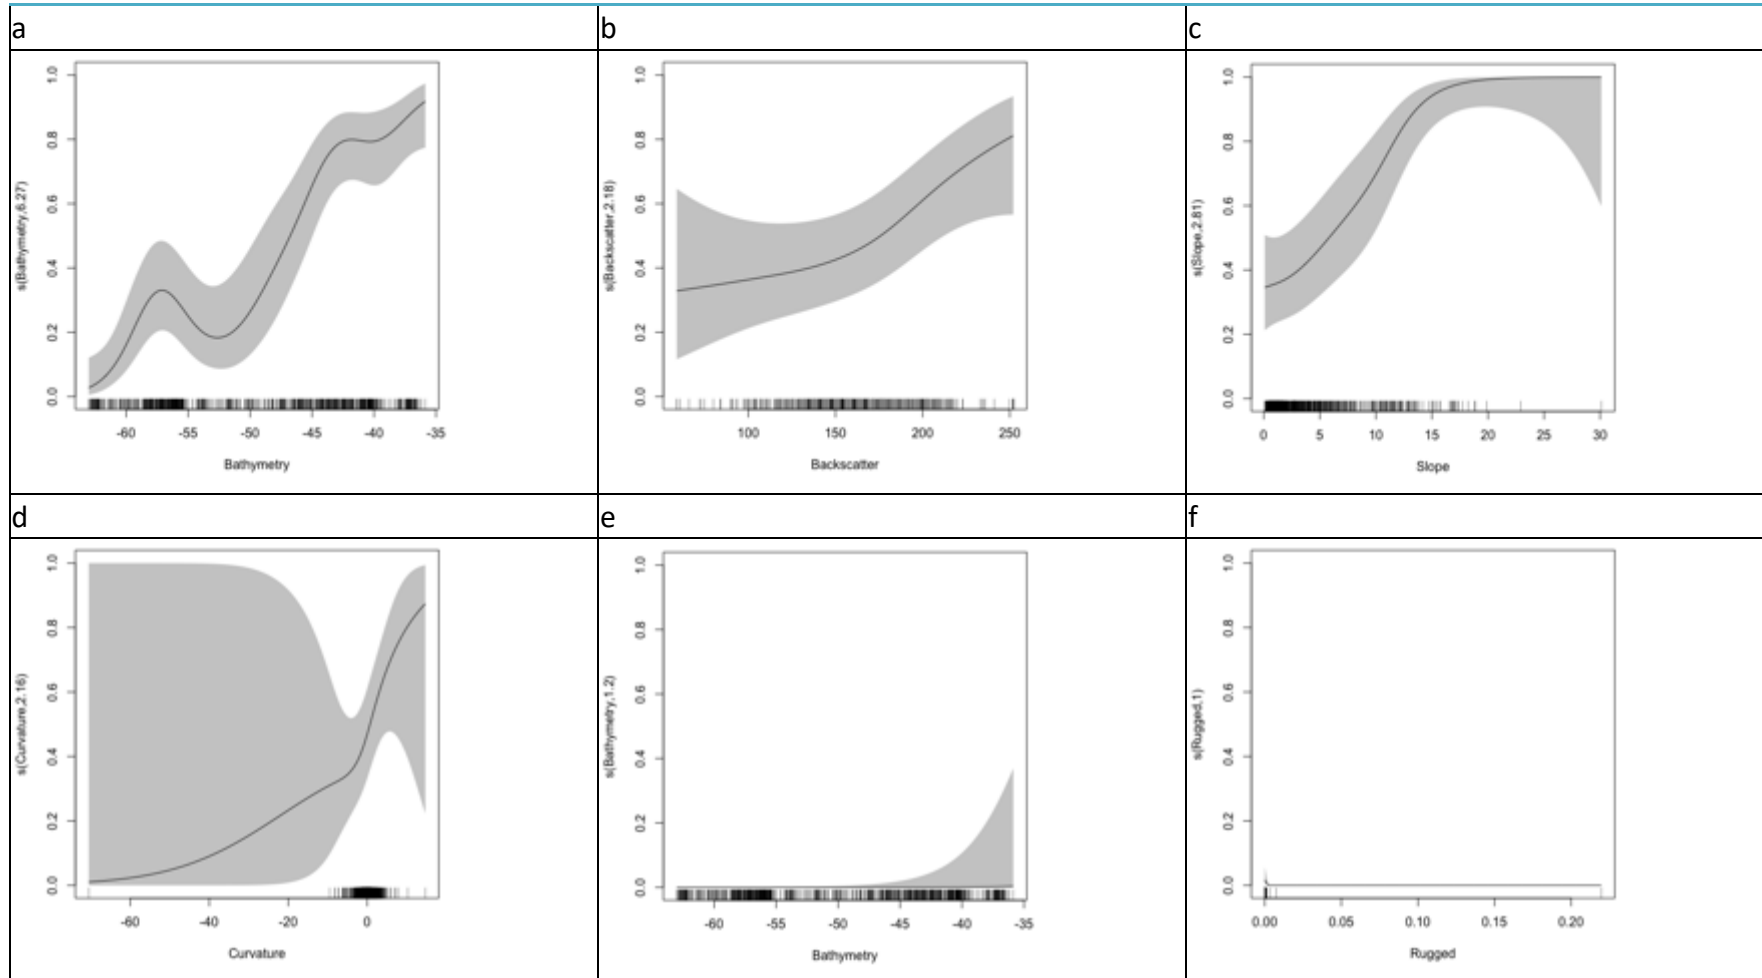 a b c
s(Bathymetry,6.27)
0.0 0.2 0.4 0.6 0.8 1.0
-60 -55 -50 -45 -40 -35
Bathymetry
s(Backscatter,2.18)
0.0 0.2 0.4 0.6 0.8 1.0
100 150 200 250
Backscatter
s(Slope,2.81)
0.0 0.2 0.4 0.6 0.8 1.0
0 5 10 15 20 25 30
Slope
d e f
s(Curvature,2.16)
0.0 0.2 0.4 0.6 0.8 1.0
-60 -40 -20 0
Curvature
s(Bathymetry,1.2)
0.0 0.2 0.4 0.6 0.8 1.0
-60 -55 -50 -45 -40 -35
Bathymetry
s(Rugged,1)
0.0 0.2 0.4 0.6 0.8 1.0
0.00 0.05 0.10 0.15 0.20
Rugged